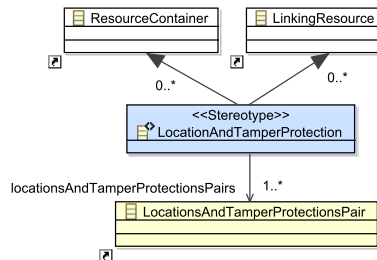 ResourceContainer
LinkingResource
0..*
0..*
<<Stereotype>>
LocationAndTamperProtection
locationsAndTamperProtectionsPairs
1..*
LocationsAndTamperProtectionsPair